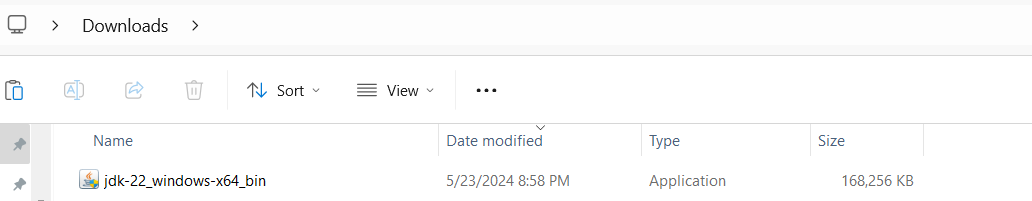 Downloads
Sort View
Name Date modified Type Size
jdk-22_windows-x64_bin 5/23/2024 8:58 PM Application 168,256 KB